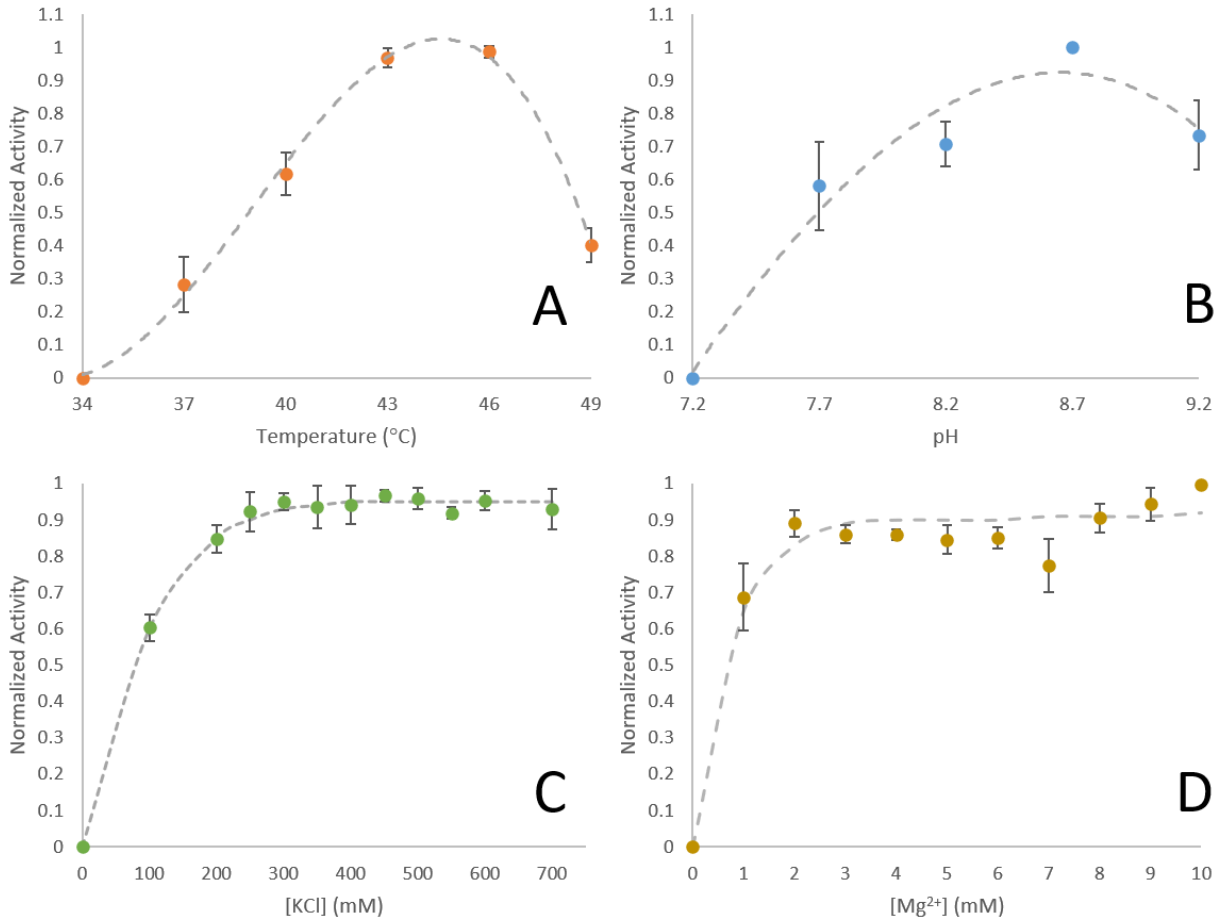 1.1
1
0.9
0.8
0.7
0.6
0.5
0.4
0.3
0.2
0.1
0
Normalized Activity
34 37 40 43 46 49
Temperature (°C)
A
1.1
1
0.9
0.8
0.7
0.6
0.5
0.4
0.3
0.2
0.1
0
Normalized Activity
7.2 7.7 8.2 8.7 9.2
pH
B
1
0.9
0.8
0.7
0.6
0.5
0.4
0.3
0.2
0.1
0
Normalized Activity
0 100 200 300 400 500 600 700
[KCl] (mM)
C
1
0.9
0.8
0.7
0.6
0.5
0.4
0.3
0.2
0.1
0
Normalized Activity
0 1 2 3 4 5 6 7 8 9 10
[Mg²⁺] (mM)
D